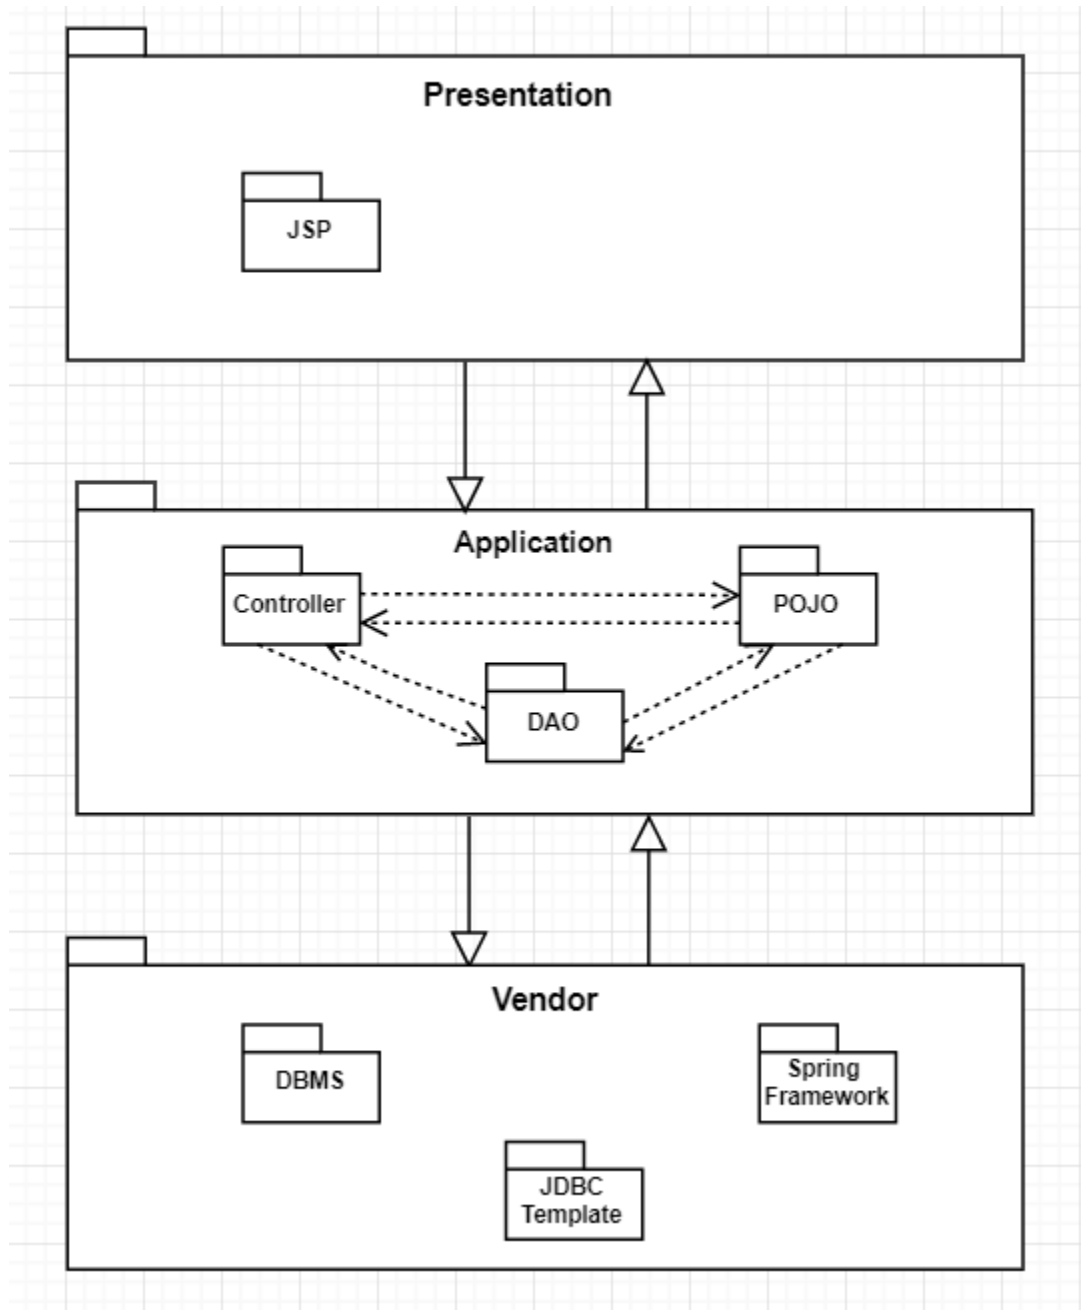 Presentation
JSP
Application
Controller
POJO
DAO
Vendor
DBMS
Spring
Framework
JDBC
Template